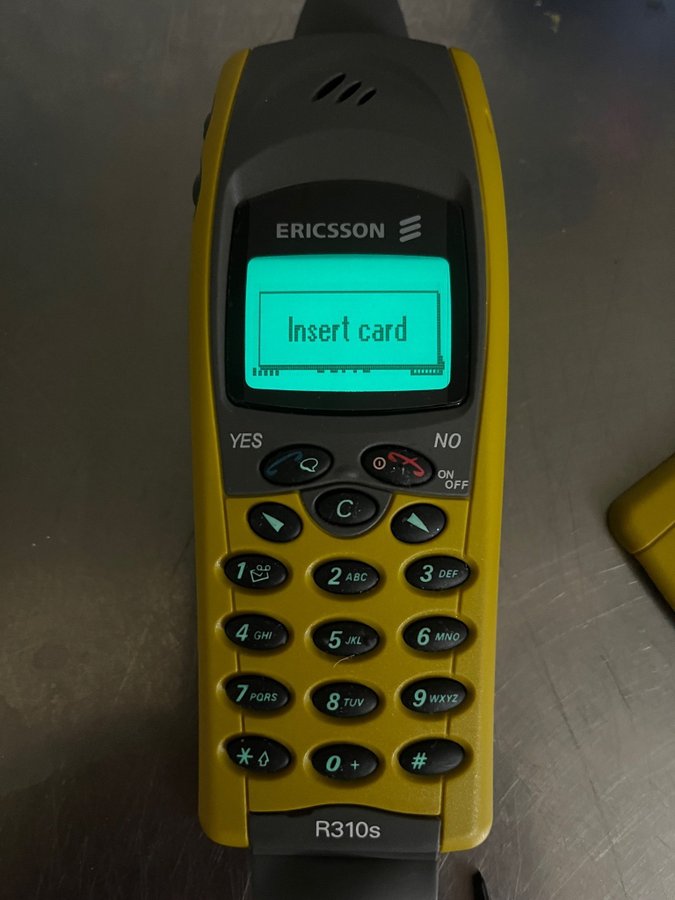 ERICSSON
Insert card
YES NO
ON
OFF
C
1 2 ABC 3 DEF
4 GHI 5 JKL 6 MNO
7 PQRS 8 TUV 9 WXYZ
* 0 + #
R310s